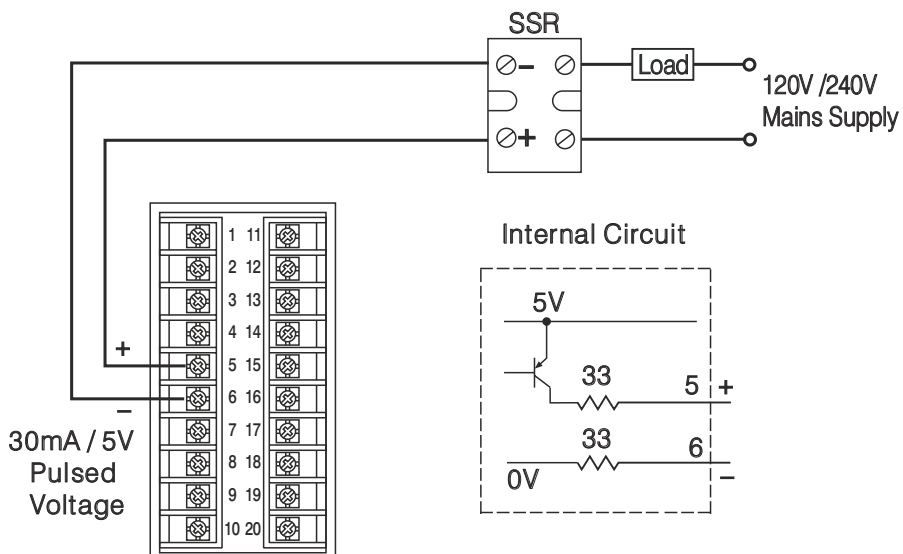 SSR
−
Load
120V /240V
Mains Supply
+
1 11
2 12
3 13
4 14
+
5 15
6 16
−
7 17
8 18
9 19
10 20
30mA / 5V
Pulsed
Voltage
Internal Circuit
5V
33
5 +
33
6
0V
−